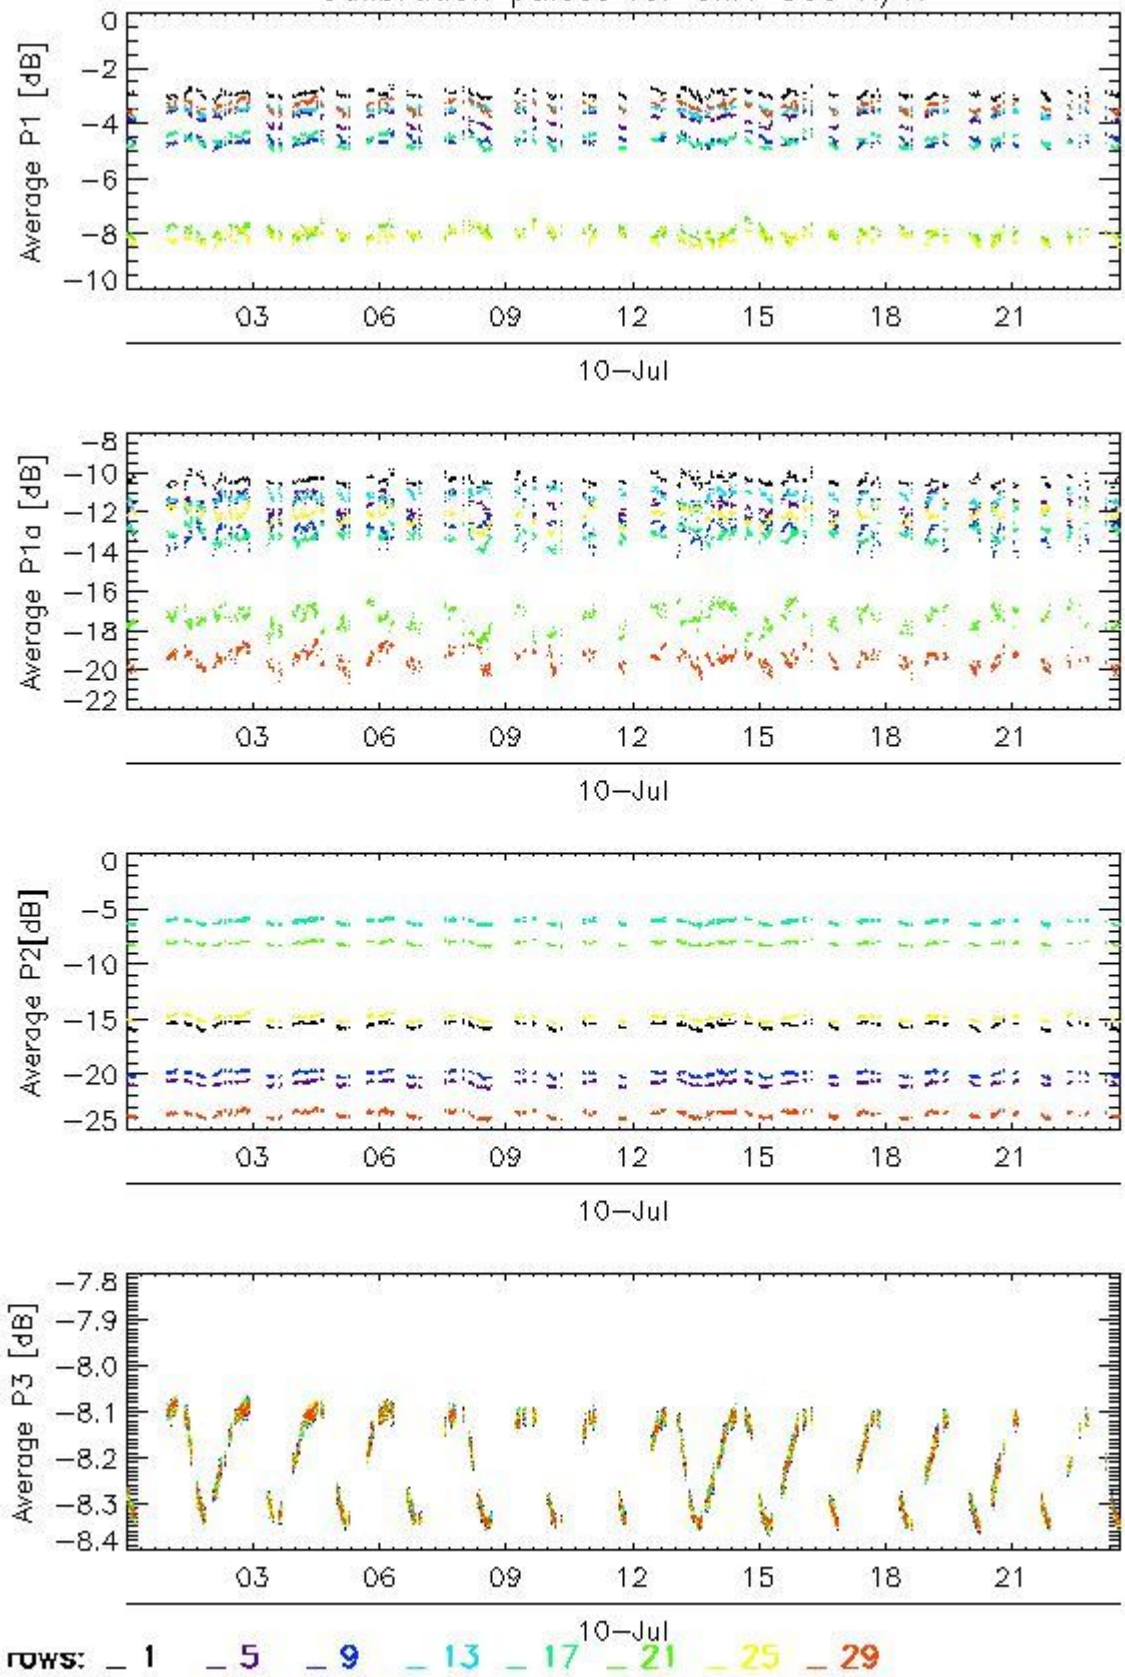 0
-2
-4
-6
-8
-10
Average P1 [dB]
03 06 09 12 15 18 21
10-Jul
-8
-10
-12
-14
-16
-18
-20
-22
Average P1a [dB]
03 06 09 12 15 18 21
10-Jul
0
-5
-10
-15
-20
-25
Average P2[dB]
03 06 09 12 15 18 21
10-Jul
-7.8
-7.9
-8.0
-8.1
-8.2
-8.3
-8.4
Average P3 [dB]
03 06 09 12 15 18 21
10-Jul
rows: _ 1 _ 5 _ 9 _ 13 _ 17 _ 21 _ 25 _ 29